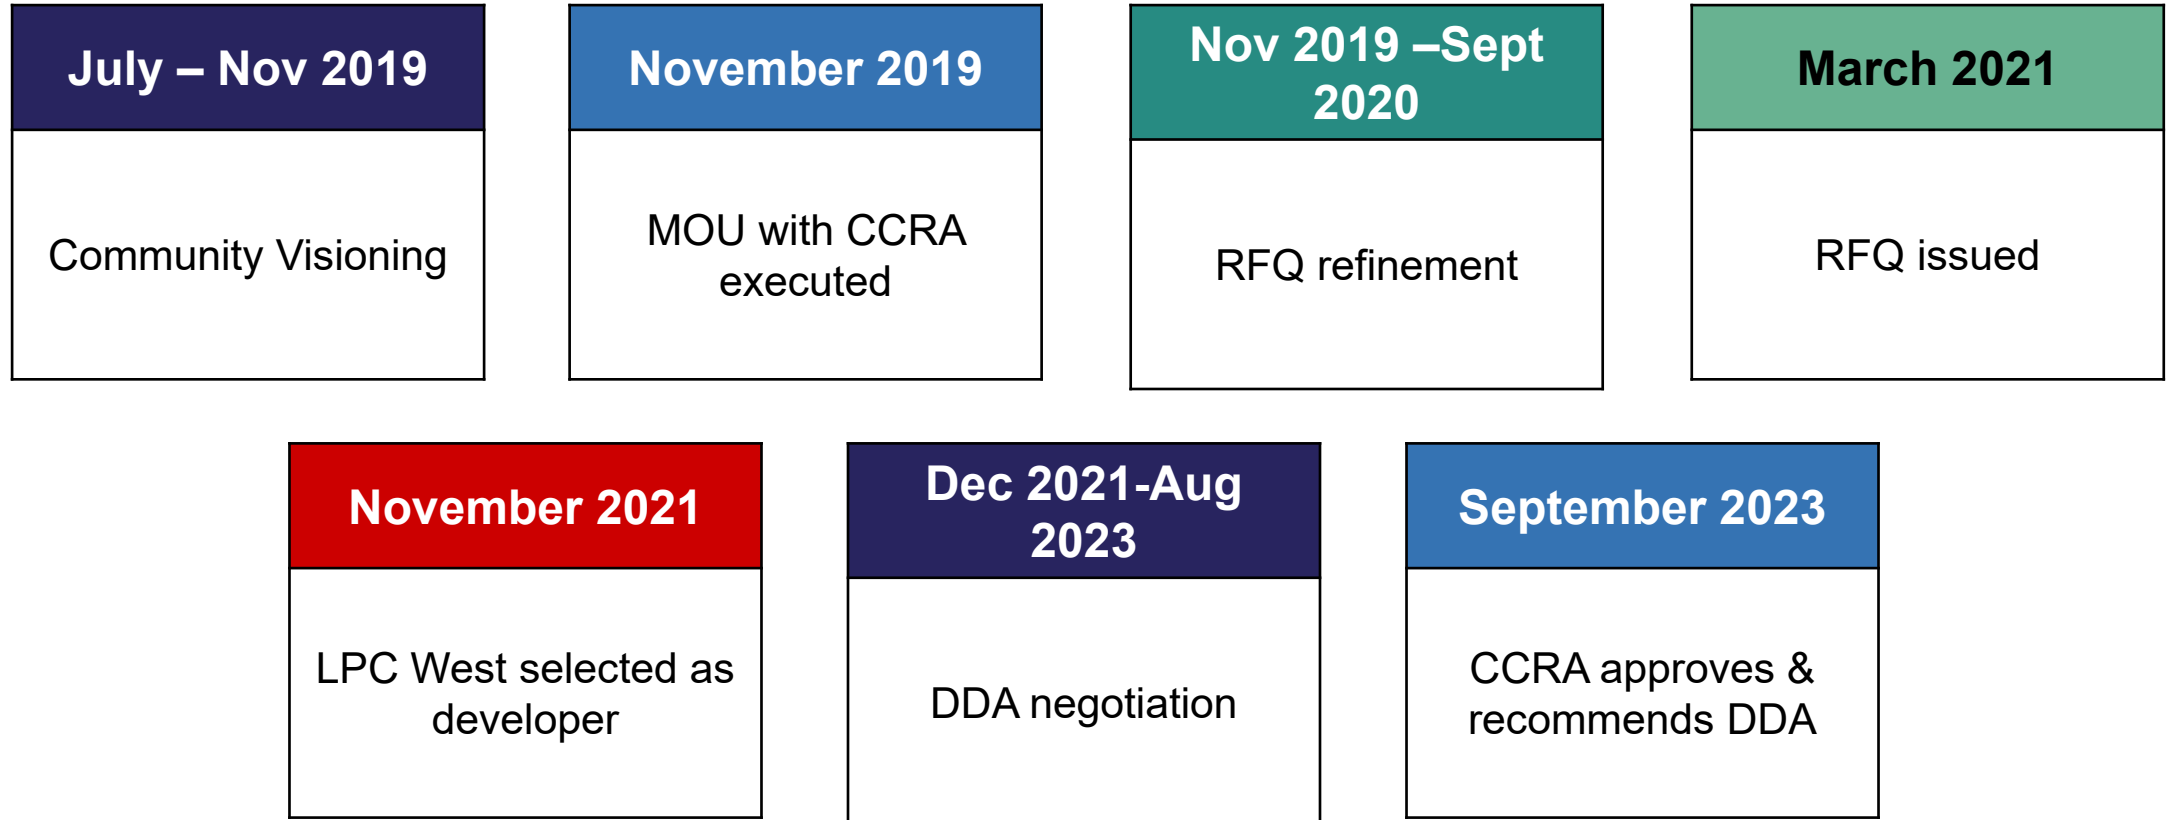 July – Nov 2019
Community Visioning
November 2019
MOU with CCRA
executed
Nov 2019 –Sept
2020
RFQ refinement
March 2021
RFQ issued
November 2021
LPC West selected as
developer
Dec 2021-Aug
2023
DDA negotiation
September 2023
CCRA approves &
recommends DDA